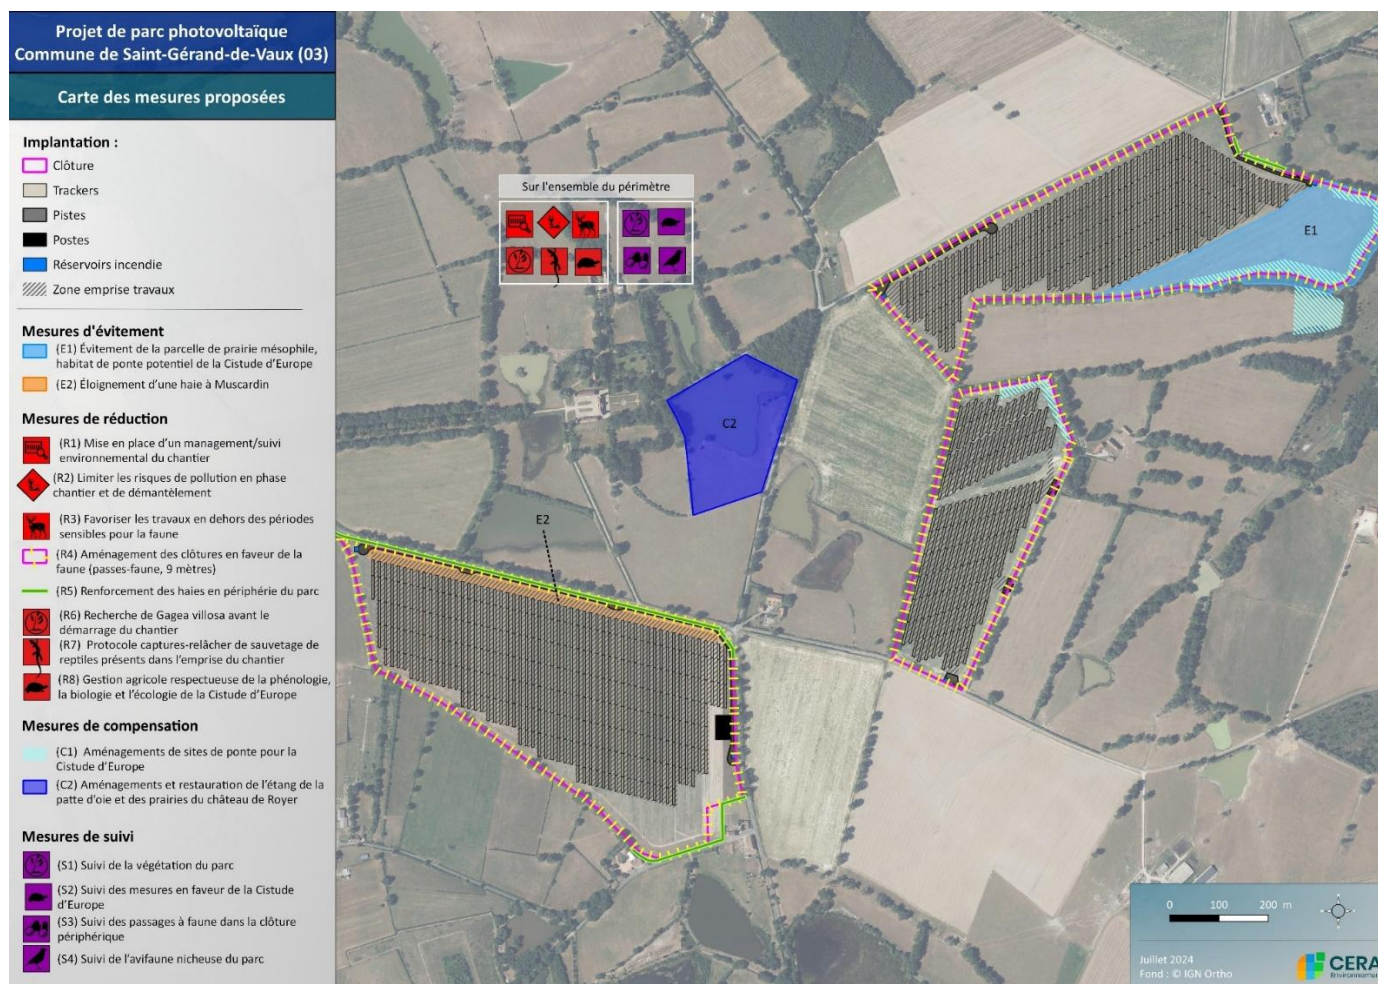 Projet de parc photovoltaïque
Commune de Saint-Gérand-de-Vaux (03)
Carte des mesures proposées
Implantation :
Clôture
Trackers
Pistes
Postes
Réservoirs incendie
Zone emprise travaux
Mesures d'évitement
(E1) Évitement de la parcelle de prairie mésophile,
habitat de ponte potentiel de la Cistude d'Europe
(E2) Éloignement d'une haie à Muscardin
Mesures de réduction
(R1) Mise en place d'un management/suivi
environnemental du chantier
(R2) Limiter les risques de pollution en phase
chantier et de démantèlement
(R3) Favoriser les travaux en dehors des périodes
sensibles pour la faune
(R4) Aménagement des clôtures en faveur de la
faune (passes-faune, 9 mètres)
(R5) Renforcement des haies en périphérie du parc
(R6) Recherche de Gagea villosa avant le
démarrage du chantier
(R7) Protocole captures-relâcher de sauvetage de
reptiles présents dans l'emprise du chantier
(R8) Gestion agricole respectueuse de la phénologie,
la biologie et l'écologie de la Cistude d'Europe
Mesures de compensation
(C1) Aménagements de sites de ponte pour la
Cistude d'Europe
(C2) Aménagements et restauration de l'étang de la
patte d'oie et des prairies du château de Royer
Mesures de suivi
(S1) Suivi de la végétation du parc
(S2) Suivi des mesures en faveur de la Cistude
d'Europe
(S3) Suivi des passages à faune dans la clôture
périphérique
(S4) Suivi de l'avifaune nicheuse du parc
Sur l'ensemble du périmètre
E1
C2
E2
0 100 200 m
Juillet 2024
Fond : © IGN Ortho
CERA
Environnement